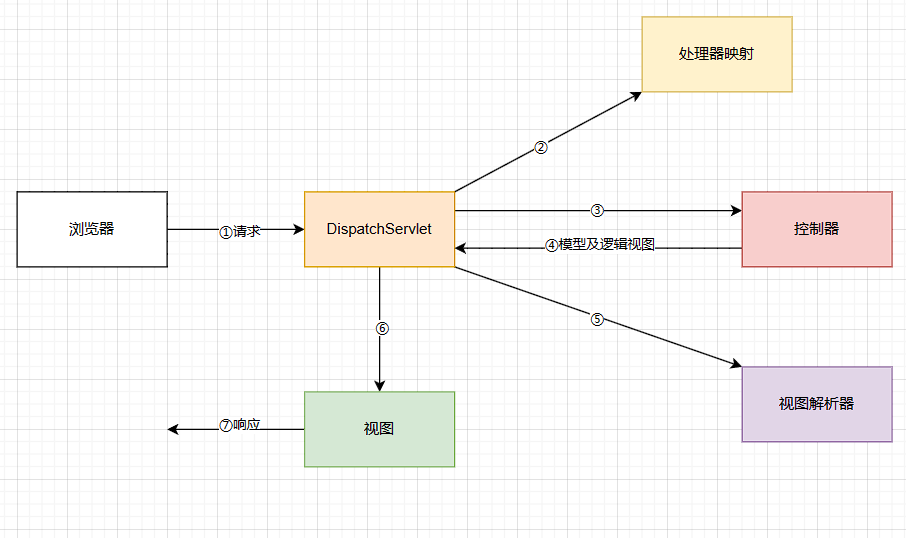 处理器映射
②
浏览器
①请求
DispatchServlet
③
④模型及逻辑视图
控制器
⑤
⑥
视图解析器
⑦响应
视图